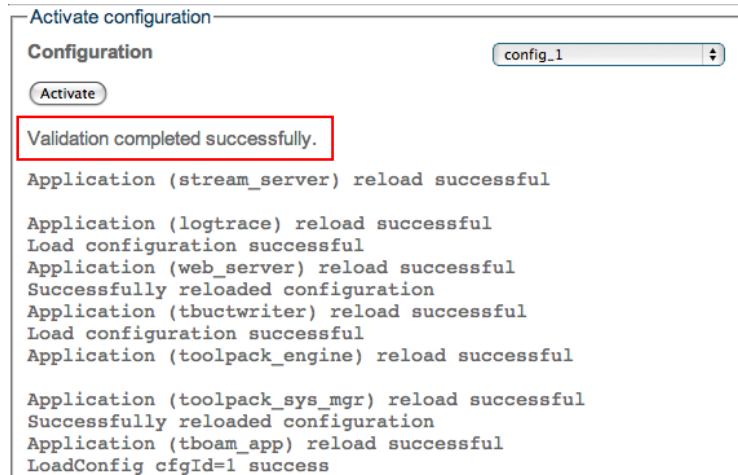 Activate configuration
Configuration
config_1
Activate
Validation completed successfully.
Application (stream_server) reload successful
Application (logtrace) reload successful
Load configuration successful
Application (web_server) reload successful
Successfully reloaded configuration
Application (tbuctwriter) reload successful
Load configuration successful
Application (toolpack_engine) reload successful
Application (toolpack_sys_mgr) reload successful
Successfully reloaded configuration
Application (tboam_app) reload successful
LoadConfig cfgId=1 success